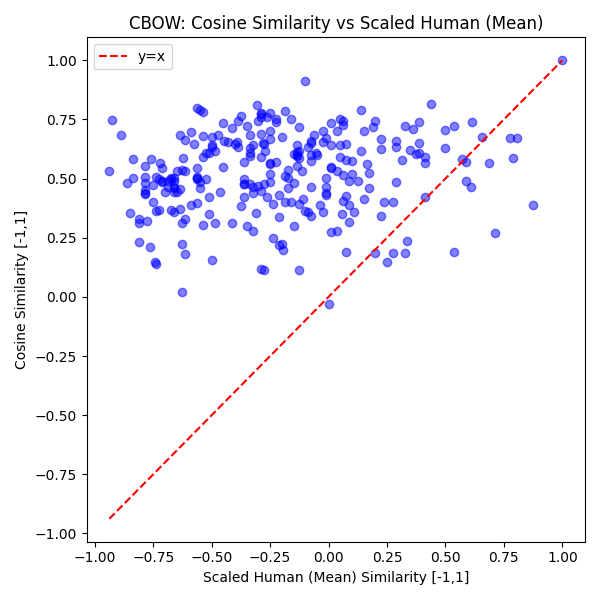 CBOW: Cosine Similarity vs Scaled Human (Mean)
y=x
1.00
0.75
0.50
0.25
0.00
−0.25
−0.50
−0.75
−1.00
Cosine Similarity [-1,1]
−1.00 −0.75 −0.50 −0.25 0.00 0.25 0.50 0.75 1.00
Scaled Human (Mean) Similarity [-1,1]